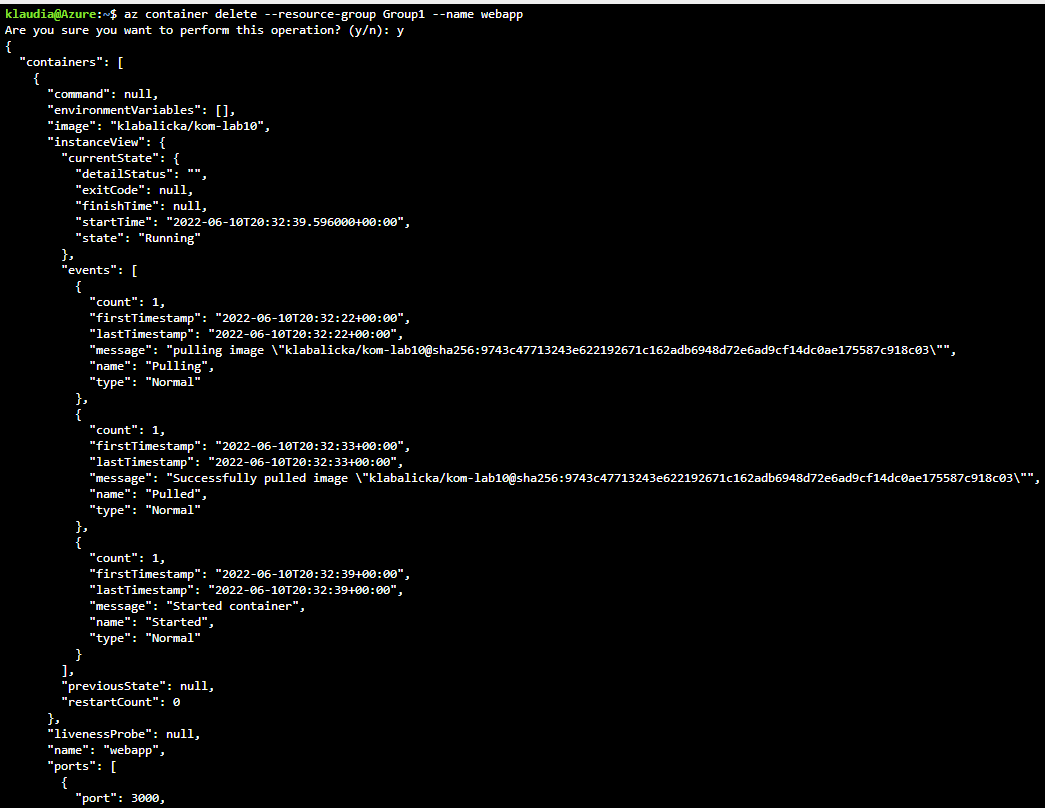 klaudia@Azure:~$ az container delete --resource-group Group1 --name webapp
Are you sure you want to perform this operation? (y/n): y
{
  "containers": [
    {
      "command": null,
      "environmentVariables": [],
      "image": "klabalicka/kom-lab10",
      "instanceView": {
        "currentState": {
          "detailStatus": "",
          "exitCode": null,
          "finishTime": null,
          "startTime": "2022-06-10T20:32:39.596000+00:00",
          "state": "Running"
        },
        "events": [
          {
            "count": 1,
            "firstTimestamp": "2022-06-10T20:32:22+00:00",
            "lastTimestamp": "2022-06-10T20:32:22+00:00",
            "message": "pulling image \"klabalicka/kom-lab10@sha256:9743c47713243e622192671c162adb6948d72e6ad9cf14dc0ae175587c918c03\"",
            "name": "Pulling",
            "type": "Normal"
          },
          {
            "count": 1,
            "firstTimestamp": "2022-06-10T20:32:33+00:00",
            "lastTimestamp": "2022-06-10T20:32:33+00:00",
            "message": "Successfully pulled image \"klabalicka/kom-lab10@sha256:9743c47713243e622192671c162adb6948d72e6ad9cf14dc0ae175587c918c03\"",
            "name": "Pulled",
            "type": "Normal"
          },
          {
            "count": 1,
            "firstTimestamp": "2022-06-10T20:32:39+00:00",
            "lastTimestamp": "2022-06-10T20:32:39+00:00",
            "message": "Started container",
            "name": "Started",
            "type": "Normal"
          }
        ],
        "previousState": null,
        "restartCount": 0
      },
      "livenessProbe": null,
      "name": "webapp",
      "ports": [
        {
          "port": 3000,